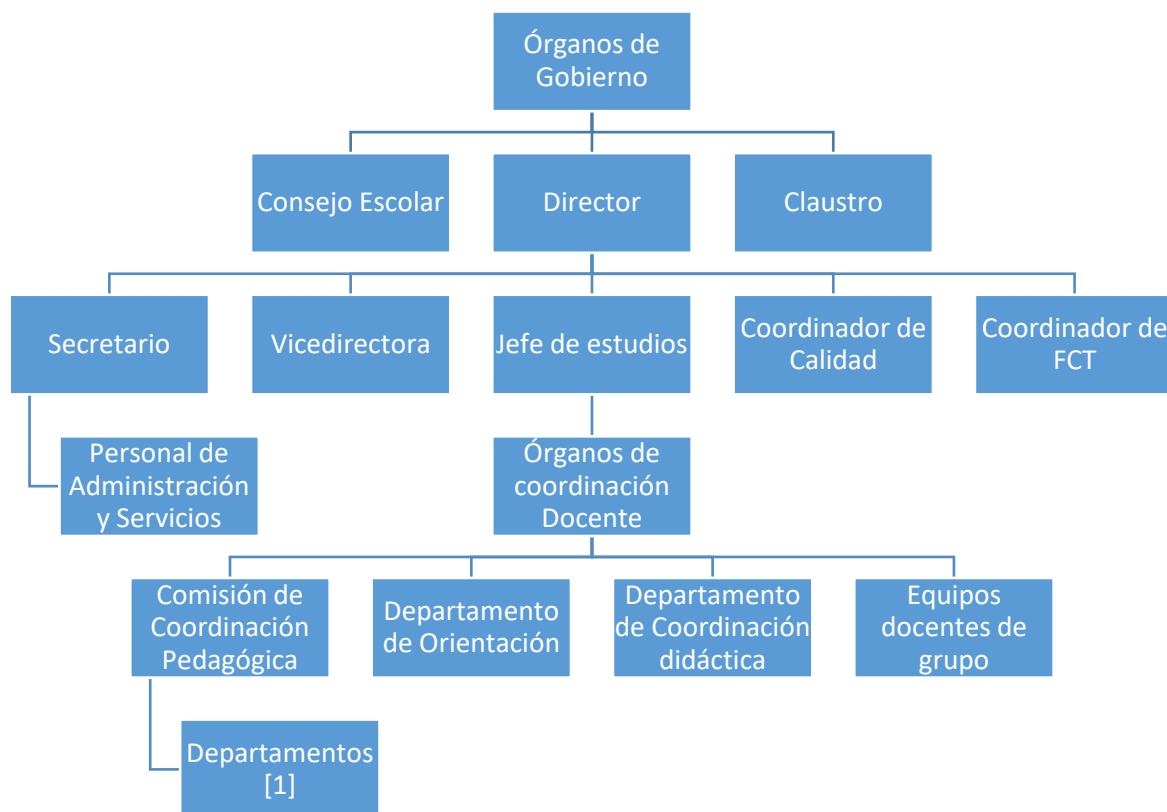 Órganos de
Gobierno
Consejo Escolar
Director
Claustro
Secretario
Vicedirectora
Jefe de estudios
Coordinador de
Calidad
Coordinador de
FCT
Personal de
Administración
y Servicios
Órganos de
coordinación
Docente
Comisión de
Coordinación
Pedagógica
Departamento
de Orientación
Departamento
de Coordinación
didáctica
Equipos
docentes de
grupo
Departamentos
[1]